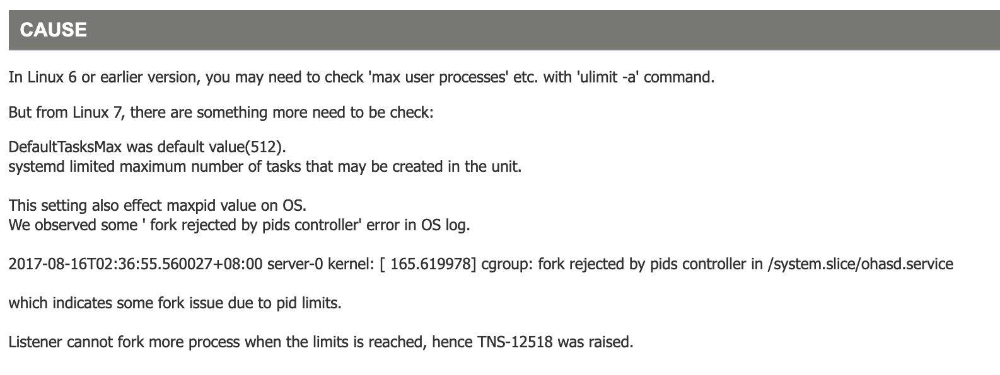 CAUSE
In Linux 6 or earlier version, you may need to check 'max user processes' etc. with 'ulimit -a' command.
But from Linux 7, there are something more need to be check:
DefaultTasksMax was default value(512).
systemd limited maximum number of tasks that may be created in the unit.
This setting also effect maxpid value on OS.
We observed some ' fork rejected by pids controller' error in OS log.
2017-08-16T02:36:55.560027+08:00 server-0 kernel: [ 165.619978] cgroup: fork rejected by pids controller in /system.slice/ohasd.service
which indicates some fork issue due to pid limits.
Listener cannot fork more process when the limits is reached, hence TNS-12518 was raised.